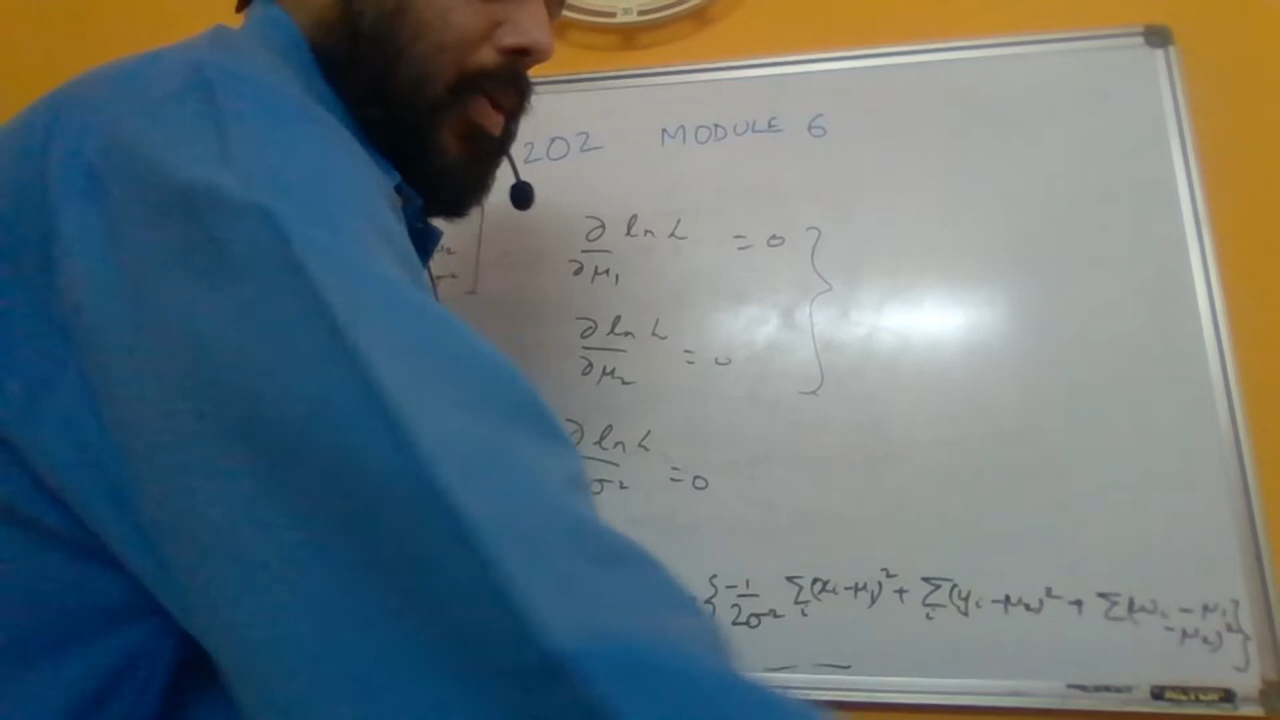 202 MODULE 6
∂ ln L = 0
∂μ₁
∂ ln L = 0
∂μ₂
∂ ln L = 0
σ²
{ -1/2σ² Σᵢ(xᵢ-μ₁)² + Σᵢ(yᵢ-μ₂)² + Σ(wᵢ - μ₁
-μ₂)² }